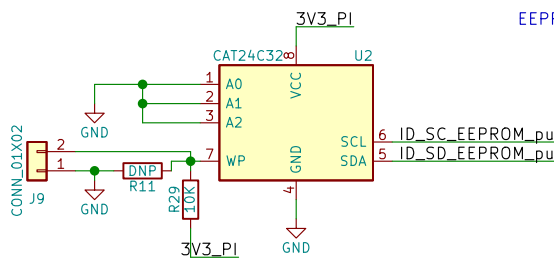 3V3_PI
EEPR
CAT24C32
8
U2
VCC
1
A0
2
A1
3
A2
GND
CONN_01X02
2
1
J9
GND
DNP
R11
7
WP
GND
4
SCL
6
ID_SC_EEPROM_pu
SDA
5
ID_SD_EEPROM_pu
R29
10K
3V3_PI
GND